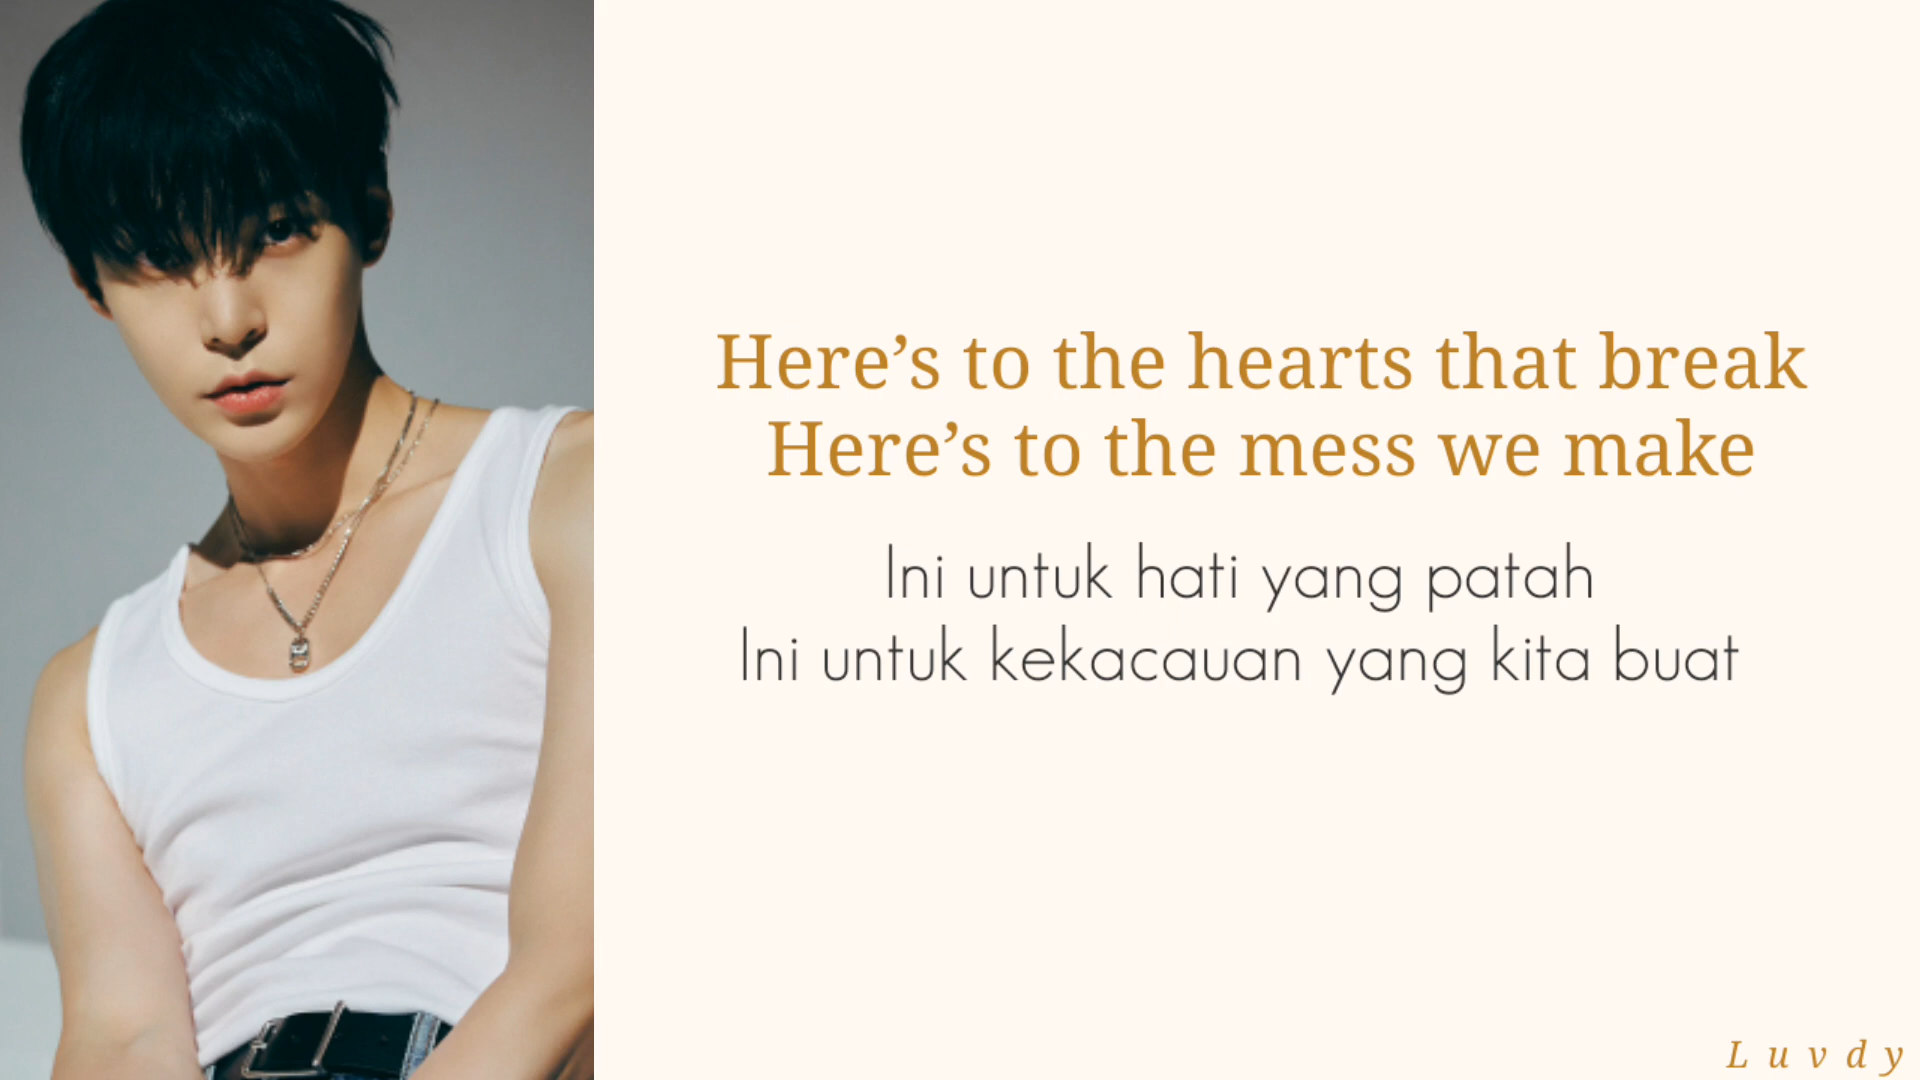 Here’s to the hearts that break
Here’s to the mess we make
Ini untuk hati yang patah
Ini untuk kekacauan yang kita buat
Luvdy